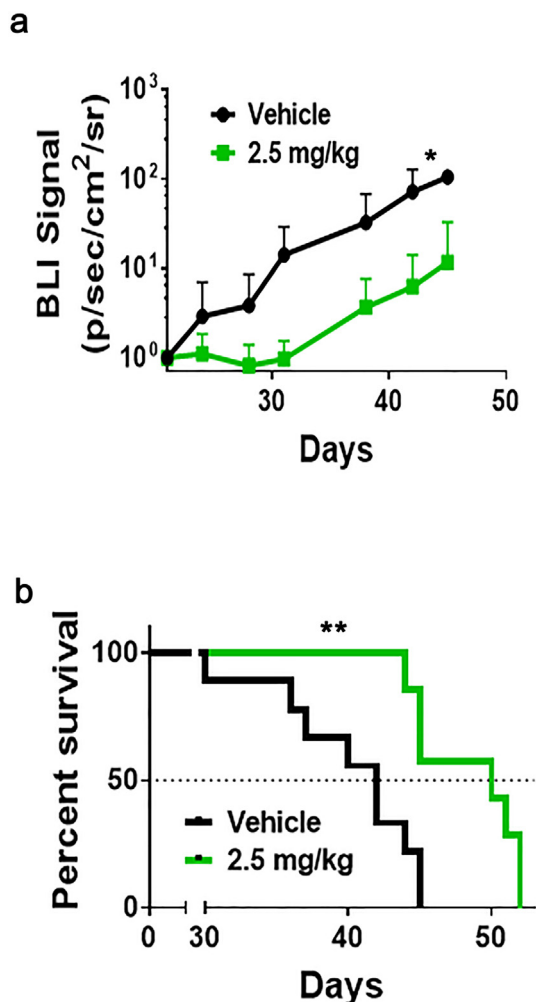 a
10³
Vehicle
2.5 mg/kg
*
10²
10¹
10⁰
BLI Signal
(p/sec/cm²/sr)
30 40 50
Days
b
**
100
50
0
Percent survival
Vehicle
2.5 mg/kg
0 30 40 50
Days